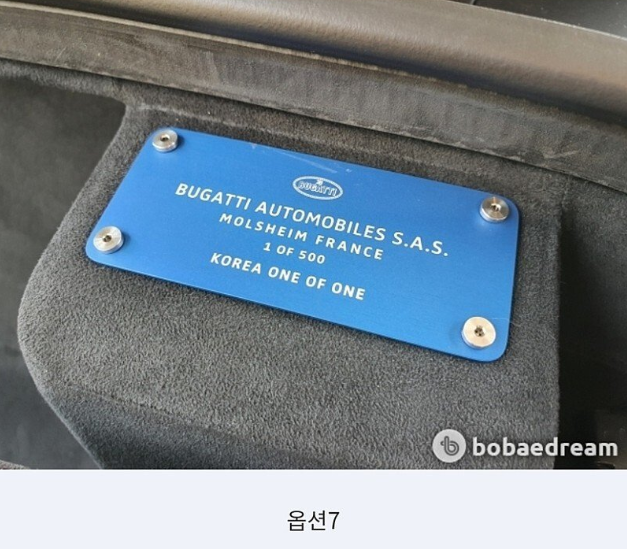 BUGATTI
BUGATTI AUTOMOBILES S.A.S.
MOLSHEIM FRANCE
1 OF 500
KOREA ONE OF ONE
bobaedream
옵션7